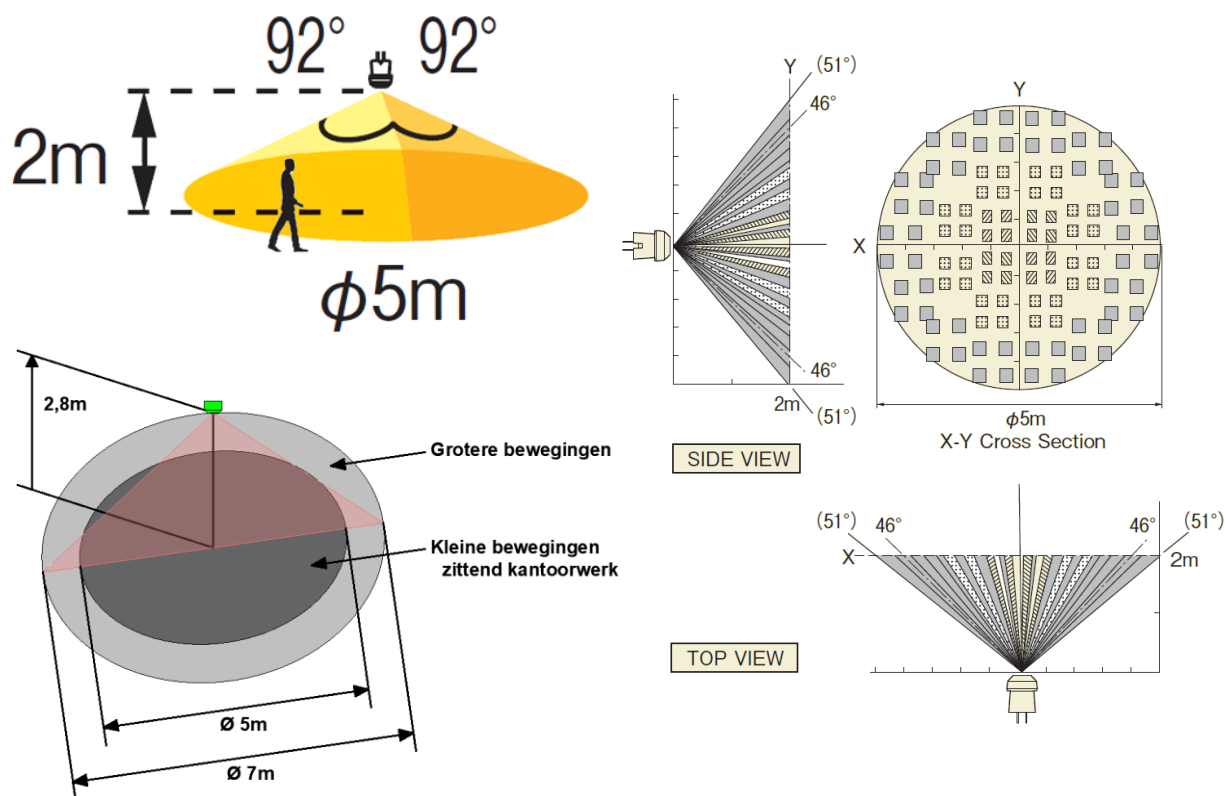 92° 92°
2m
ϕ5m
2,8m
Grotere bewegingen
Kleine bewegingen
zittend kantoorwerk
Ø 5m
Ø 7m
Y
(51°)
46°
46°
2m
(51°)
SIDE VIEW
Y
X
ϕ5m
X-Y Cross Section
(51°)
46°
46°
(51°)
X
2m
TOP VIEW